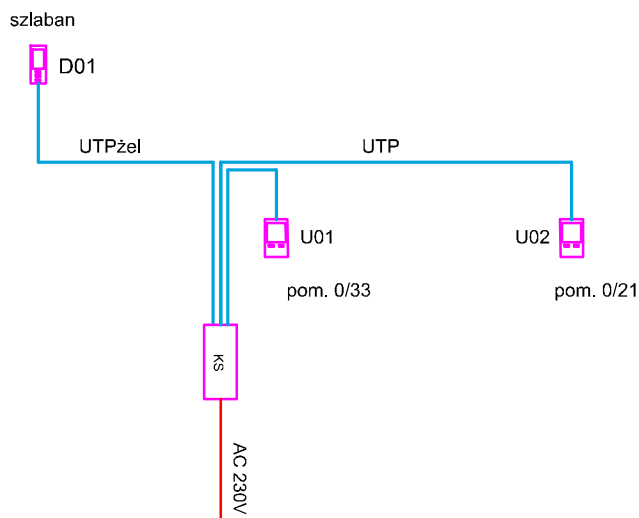 szlaban
D01
UTPżel
UTP
U01
U02
pom. 0/33
pom. 0/21
KS
AC 230V